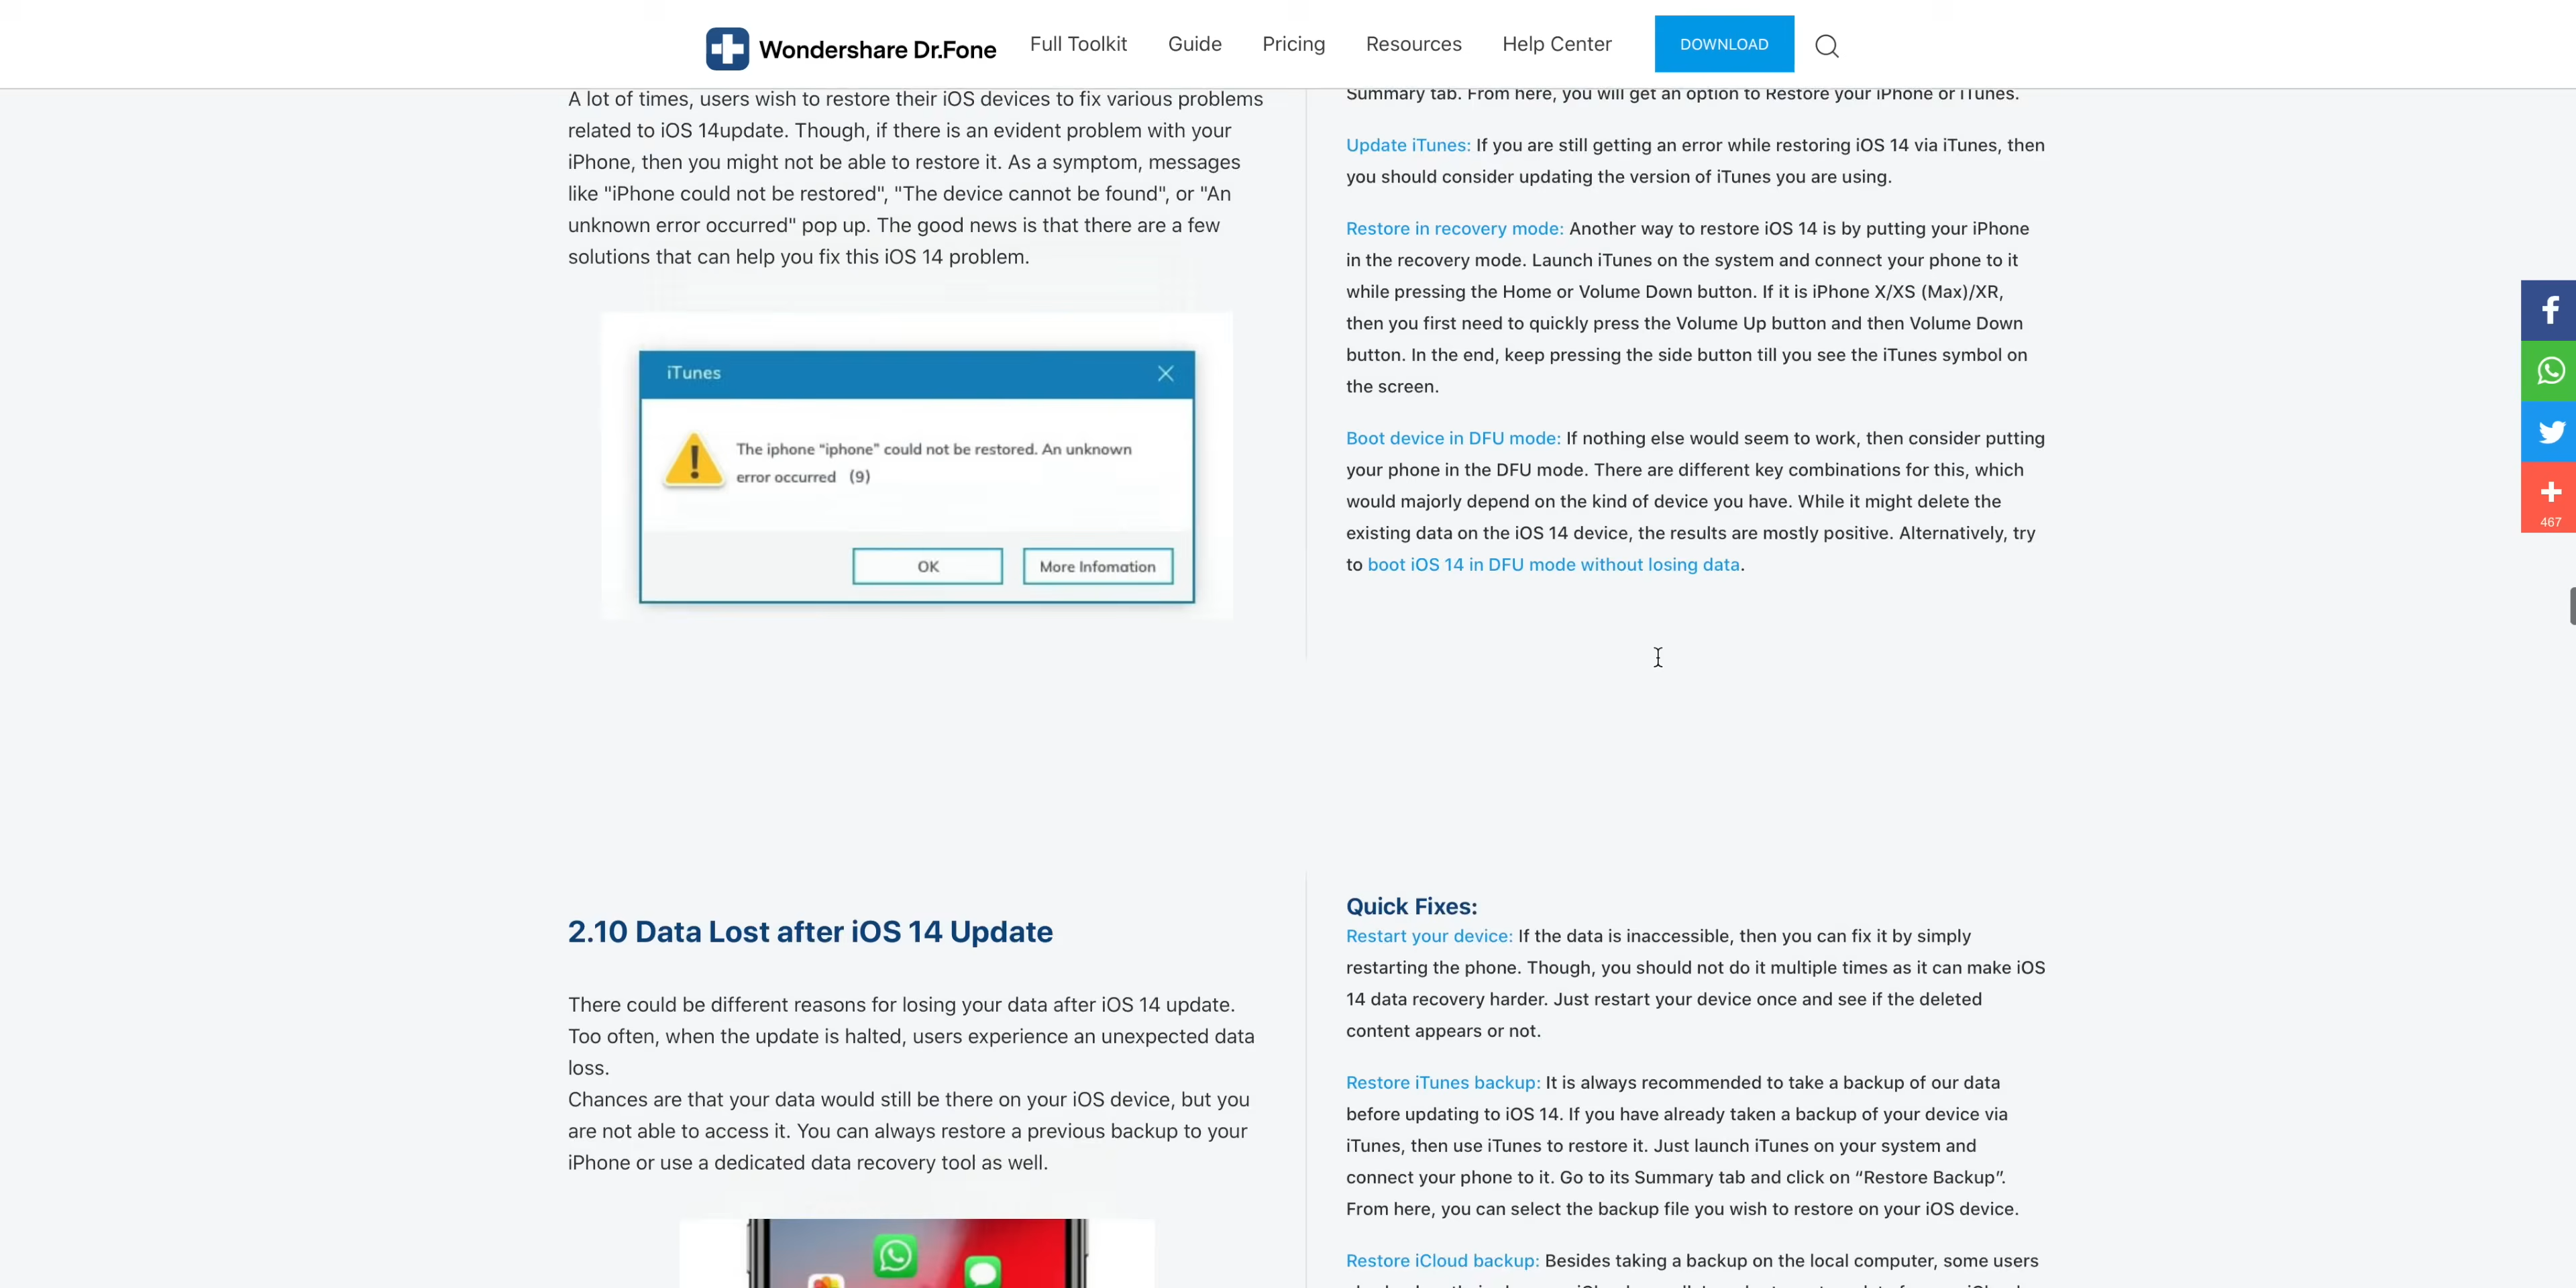 Wondershare Dr.Fone
Full Toolkit
Guide
Pricing
Resources
Help Center
DOWNLOAD
A lot of times, users wish to restore their iOS devices to fix various problems
related to iOS 14update. Though, if there is an evident problem with your
iPhone, then you might not be able to restore it. As a symptom, messages
like "iPhone could not be restored", "The device cannot be found", or "An
unknown error occurred" pop up. The good news is that there are a few
solutions that can help you fix this iOS 14 problem.
iTunes
The iphone “iphone” could not be restored. An unknown
error occurred (9)
OK
More Infomation
Summary tab. From here, you will get an option to Restore your iPhone or iTunes.
Update iTunes: If you are still getting an error while restoring iOS 14 via iTunes, then
you should consider updating the version of iTunes you are using.
Restore in recovery mode: Another way to restore iOS 14 is by putting your iPhone
in the recovery mode. Launch iTunes on the system and connect your phone to it
while pressing the Home or Volume Down button. If it is iPhone X/XS (Max)/XR,
then you first need to quickly press the Volume Up button and then Volume Down
button. In the end, keep pressing the side button till you see the iTunes symbol on
the screen.
Boot device in DFU mode: If nothing else would seem to work, then consider putting
your phone in the DFU mode. There are different key combinations for this, which
would majorly depend on the kind of device you have. While it might delete the
existing data on the iOS 14 device, the results are mostly positive. Alternatively, try
to boot iOS 14 in DFU mode without losing data.
467
2.10 Data Lost after iOS 14 Update
There could be different reasons for losing your data after iOS 14 update.
Too often, when the update is halted, users experience an unexpected data
loss.
Chances are that your data would still be there on your iOS device, but you
are not able to access it. You can always restore a previous backup to your
iPhone or use a dedicated data recovery tool as well.
Quick Fixes:
Restart your device: If the data is inaccessible, then you can fix it by simply
restarting the phone. Though, you should not do it multiple times as it can make iOS
14 data recovery harder. Just restart your device once and see if the deleted
content appears or not.
Restore iTunes backup: It is always recommended to take a backup of our data
before updating to iOS 14. If you have already taken a backup of your device via
iTunes, then use iTunes to restore it. Just launch iTunes on your system and
connect your phone to it. Go to its Summary tab and click on “Restore Backup”.
From here, you can select the backup file you wish to restore on your iOS device.
Restore iCloud backup: Besides taking a backup on the local computer, some users